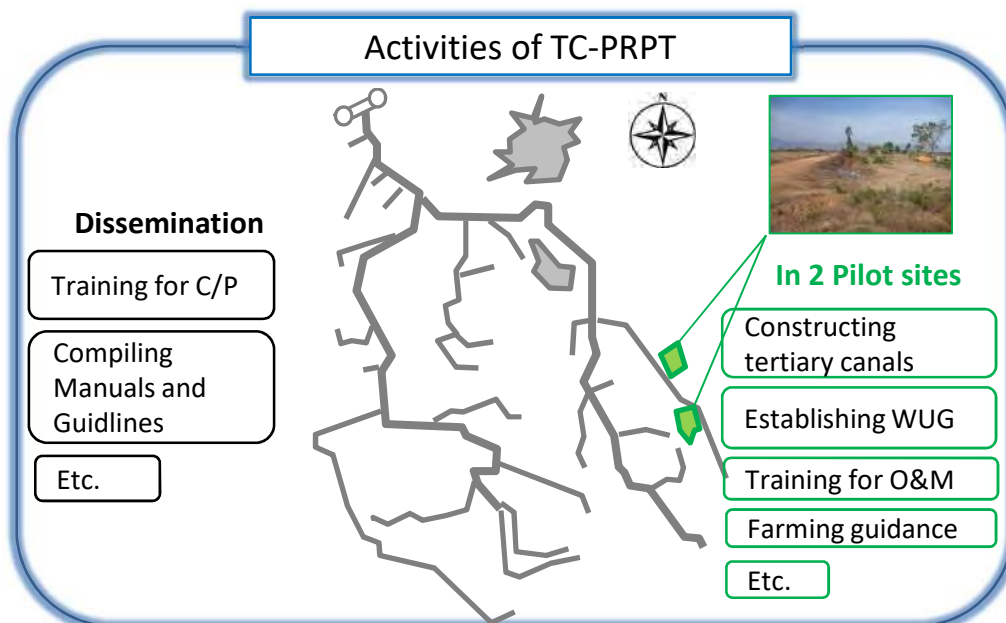 Activities of TC-PRPT
N
Dissemination
Training for C/P
Compiling
Manuals and
Guidlines
Etc.
In 2 Pilot sites
Constructing
tertiary canals
Establishing WUG
Training for O&M
Farming guidance
Etc.